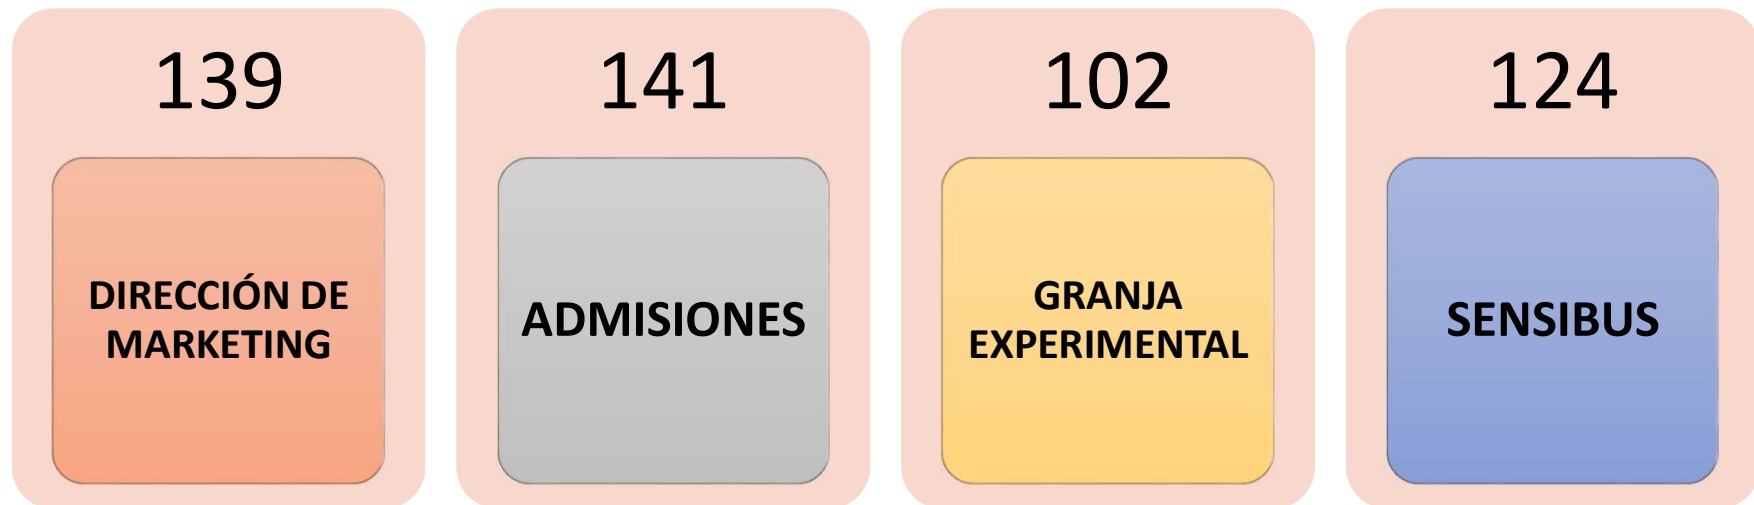 139
DIRECCIÓN DE
MARKETING
141
ADMISIONES
102
GRANJA
EXPERIMENTAL
124
SENSIBUS